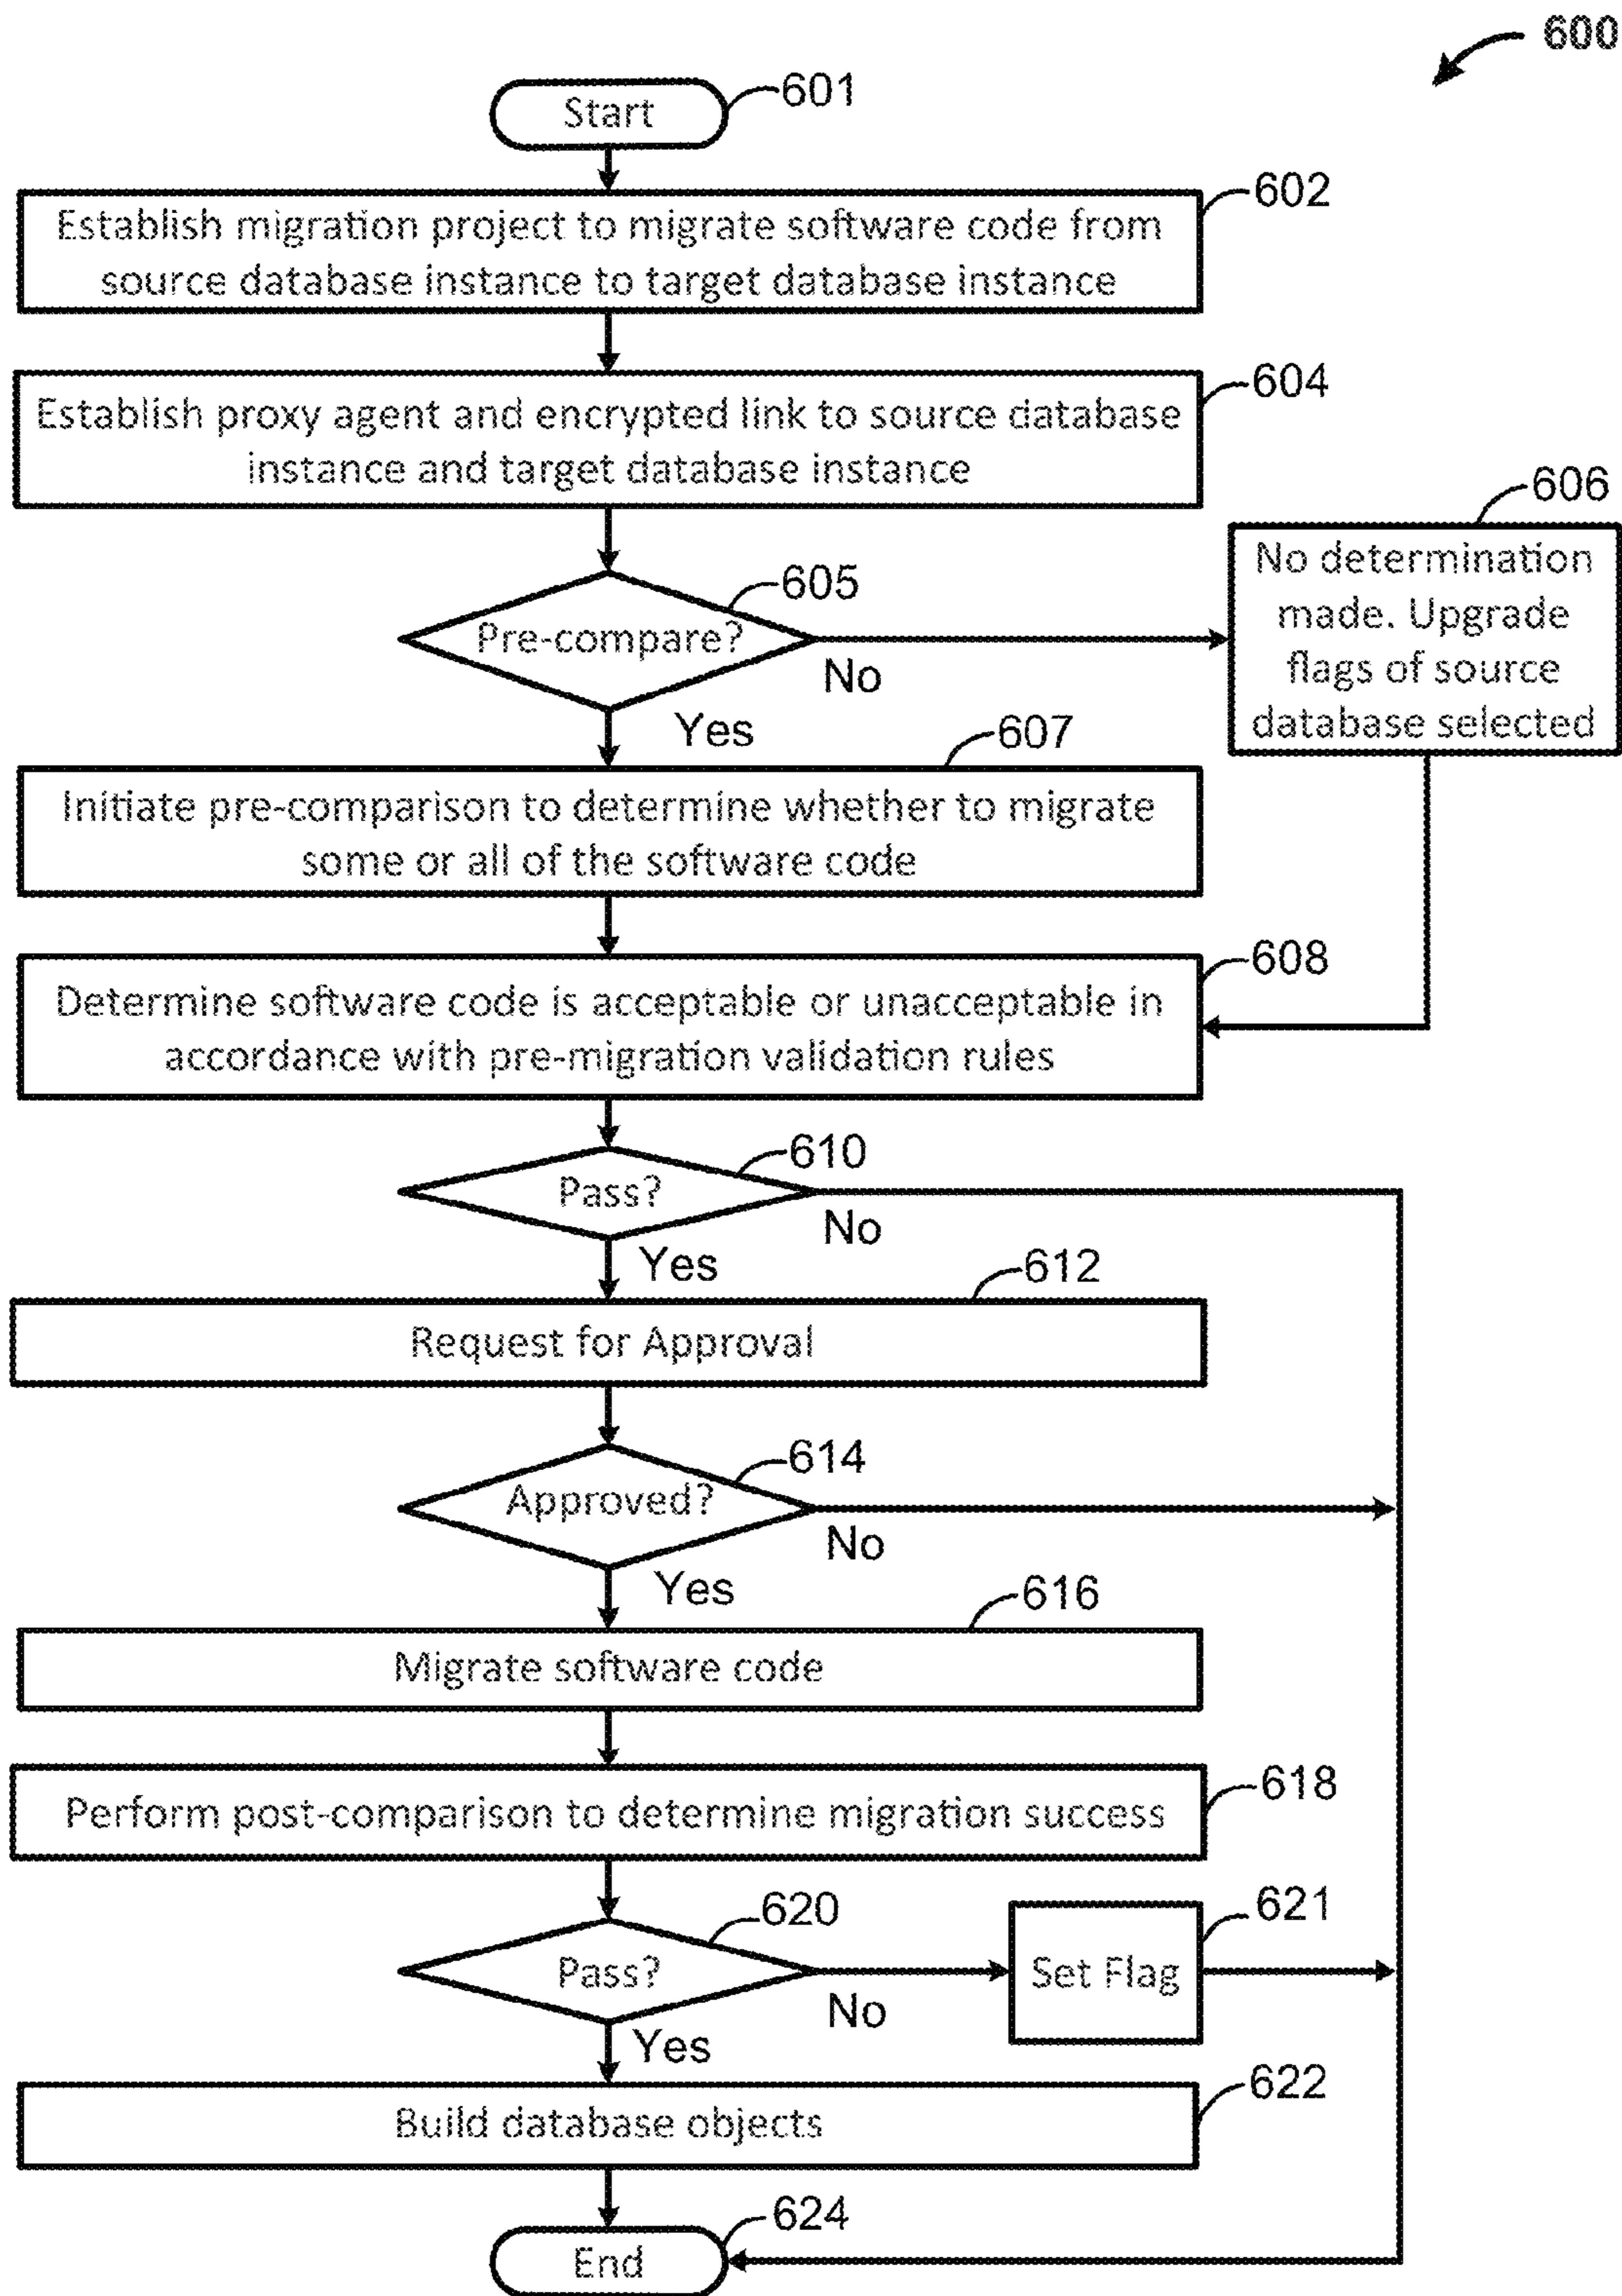 600
Start
601
602
Establish migration project to migrate software code from
source database instance to target database instance
604
Establish proxy agent and encrypted link to source database
instance and target database instance
606
No determination
made. Upgrade
flags of source
database selected
605
Pre-compare?
No
Yes
607
Initiate pre-comparison to determine whether to migrate
some or all of the software code
608
Determine software code is acceptable or unacceptable in
accordance with pre-migration validation rules
610
Pass?
No
Yes
612
Request for Approval
614
Approved?
No
Yes
616
Migrate software code
618
Perform post-comparison to determine migration success
620
Pass?
No
621
Set Flag
Yes
622
Build database objects
624
End